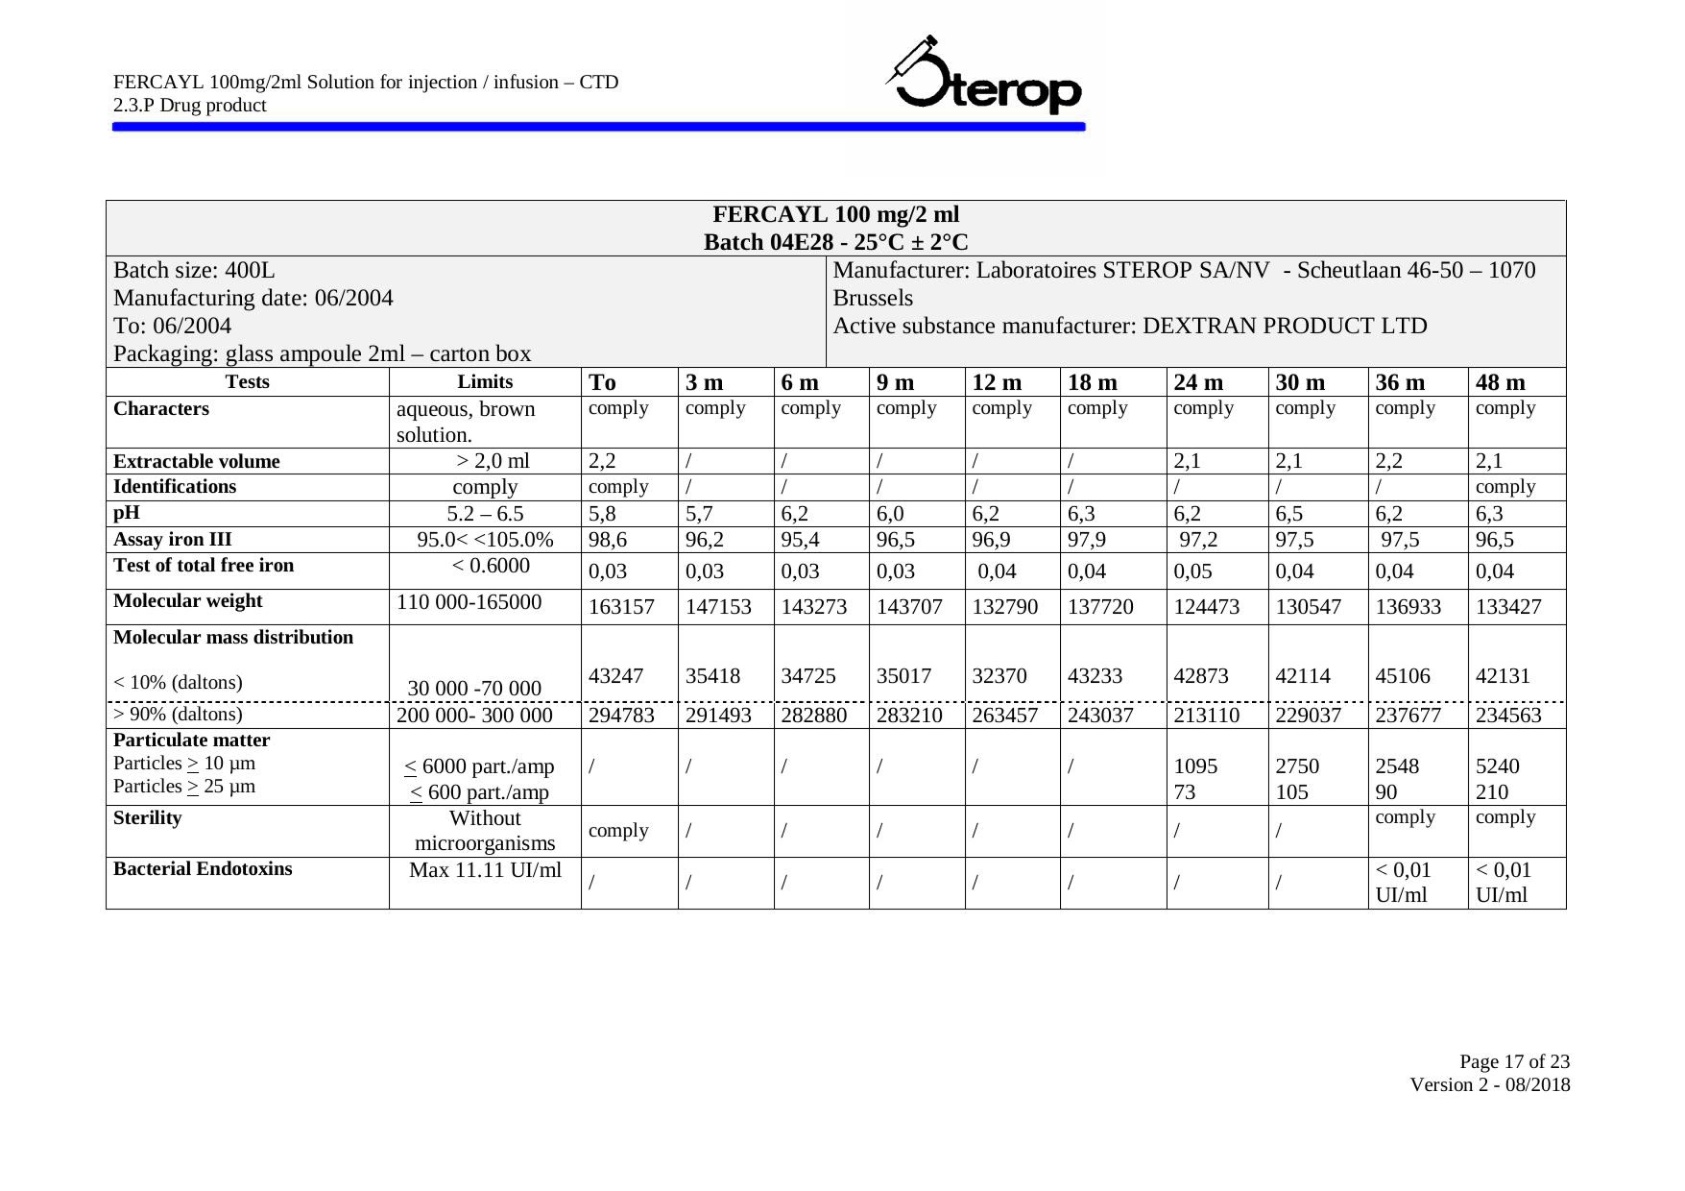 FERCAYL 100mg/2ml Solution for injection / infusion – CTD
2.3.P Drug product
Sterop
FERCAYL 100 mg/2 ml
Batch 04E28 - 25°C ± 2°C
Batch size: 400L
Manufacturing date: 06/2004
To: 06/2004
Packaging: glass ampoule 2ml – carton box
Manufacturer: Laboratoires STEROP SA/NV - Scheutlaan 46-50 – 1070
Brussels
Active substance manufacturer: DEXTRAN PRODUCT LTD
Tests Limits To 3 m 6 m 9 m 12 m 18 m 24 m 30 m 36 m 48 m
Characters aqueous, brown comply comply comply comply comply comply comply comply comply comply
solution.
Extractable volume > 2,0 ml 2,2 / / / / / 2,1 2,1 2,2 2,1
Identifications comply comply / / / / / / / / comply
pH 5.2 – 6.5 5,8 5,7 6,2 6,0 6,2 6,3 6,2 6,5 6,2 6,3
Assay iron III 95.0< <105.0% 98,6 96,2 95,4 96,5 96,9 97,9 97,2 97,5 97,5 96,5
Test of total free iron < 0.6000 0,03 0,03 0,03 0,03 0,04 0,04 0,05 0,04 0,04 0,04
Molecular weight 110 000-165000 163157 147153 143273 143707 132790 137720 124473 130547 136933 133427
Molecular mass distribution
< 10% (daltons) 30 000 -70 000 43247 35418 34725 35017 32370 43233 42873 42114 45106 42131
> 90% (daltons) 200 000- 300 000 294783 291493 282880 283210 263457 243037 213110 229037 237677 234563
Particulate matter
Particles ≥ 10 µm ≤ 6000 part./amp / / / / / / 1095 2750 2548 5240
Particles ≥ 25 µm ≤ 600 part./amp 73 105 90 210
Sterility Without comply / / / / / / / comply comply
microorganisms
Bacterial Endotoxins Max 11.11 UI/ml / / / / / / / / < 0,01 < 0,01
UI/ml UI/ml
Page 17 of 23
Version 2 - 08/2018